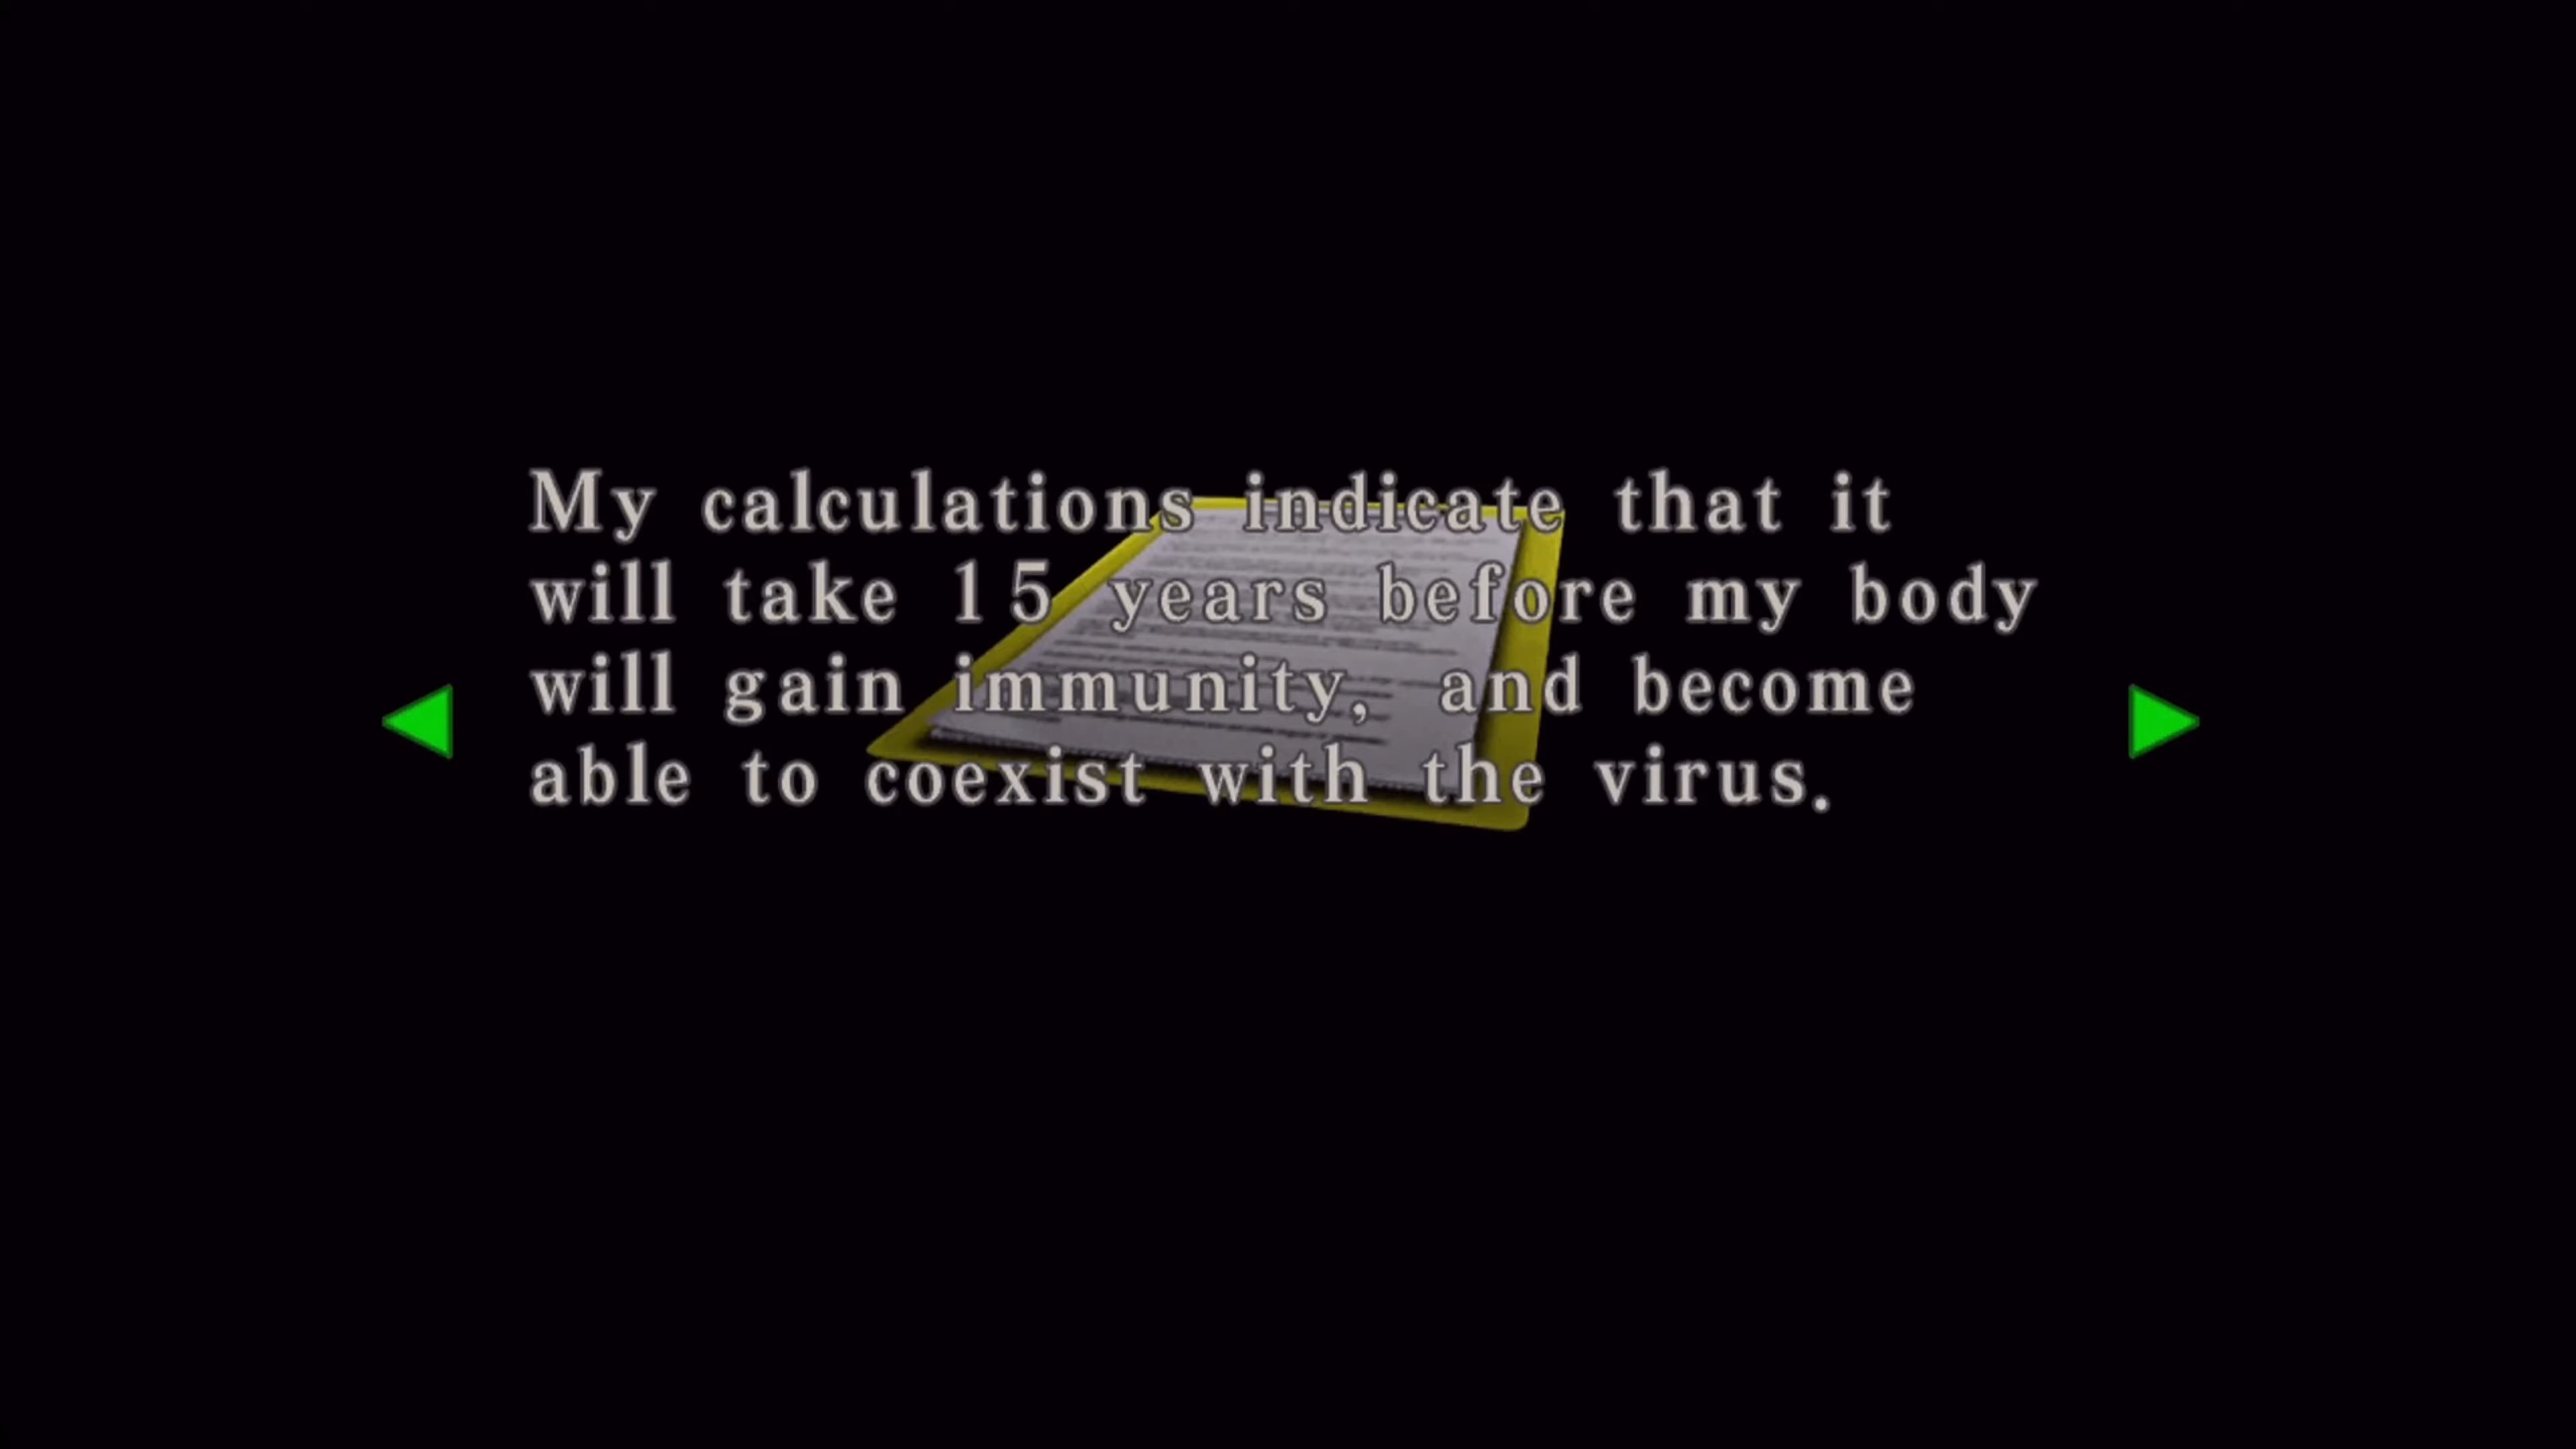 My calculations indicate that it
will take 15 years before my body
will gain immunity, and become
able to coexist with the virus.